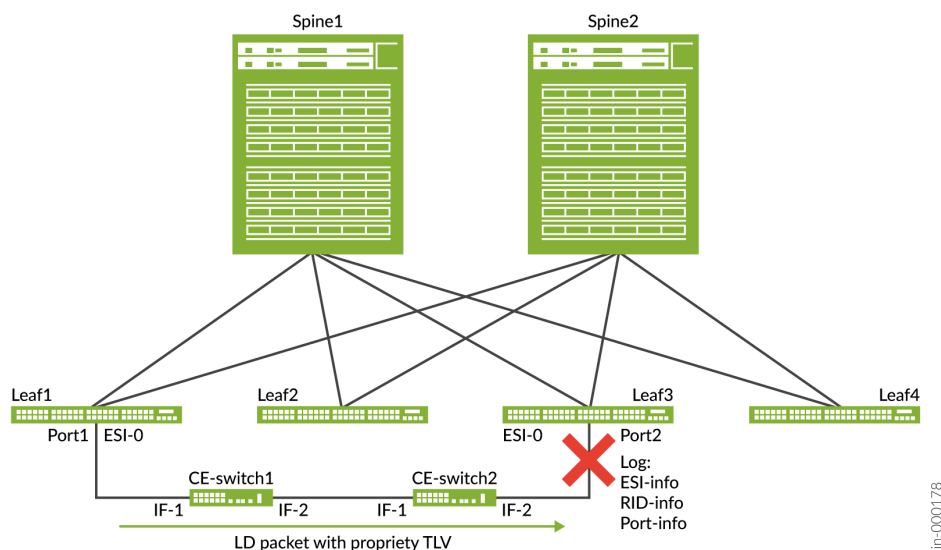 Spine1
Spine2
Leaf1
Leaf2
Leaf3
Leaf4
Port1
ESI-0
ESI-0
Port2
Log:
ESI-info
RID-info
Port-info
CE-switch1
CE-switch2
IF-1
IF-2
IF-1
IF-2
LD packet with propriety TLV
jn-000178